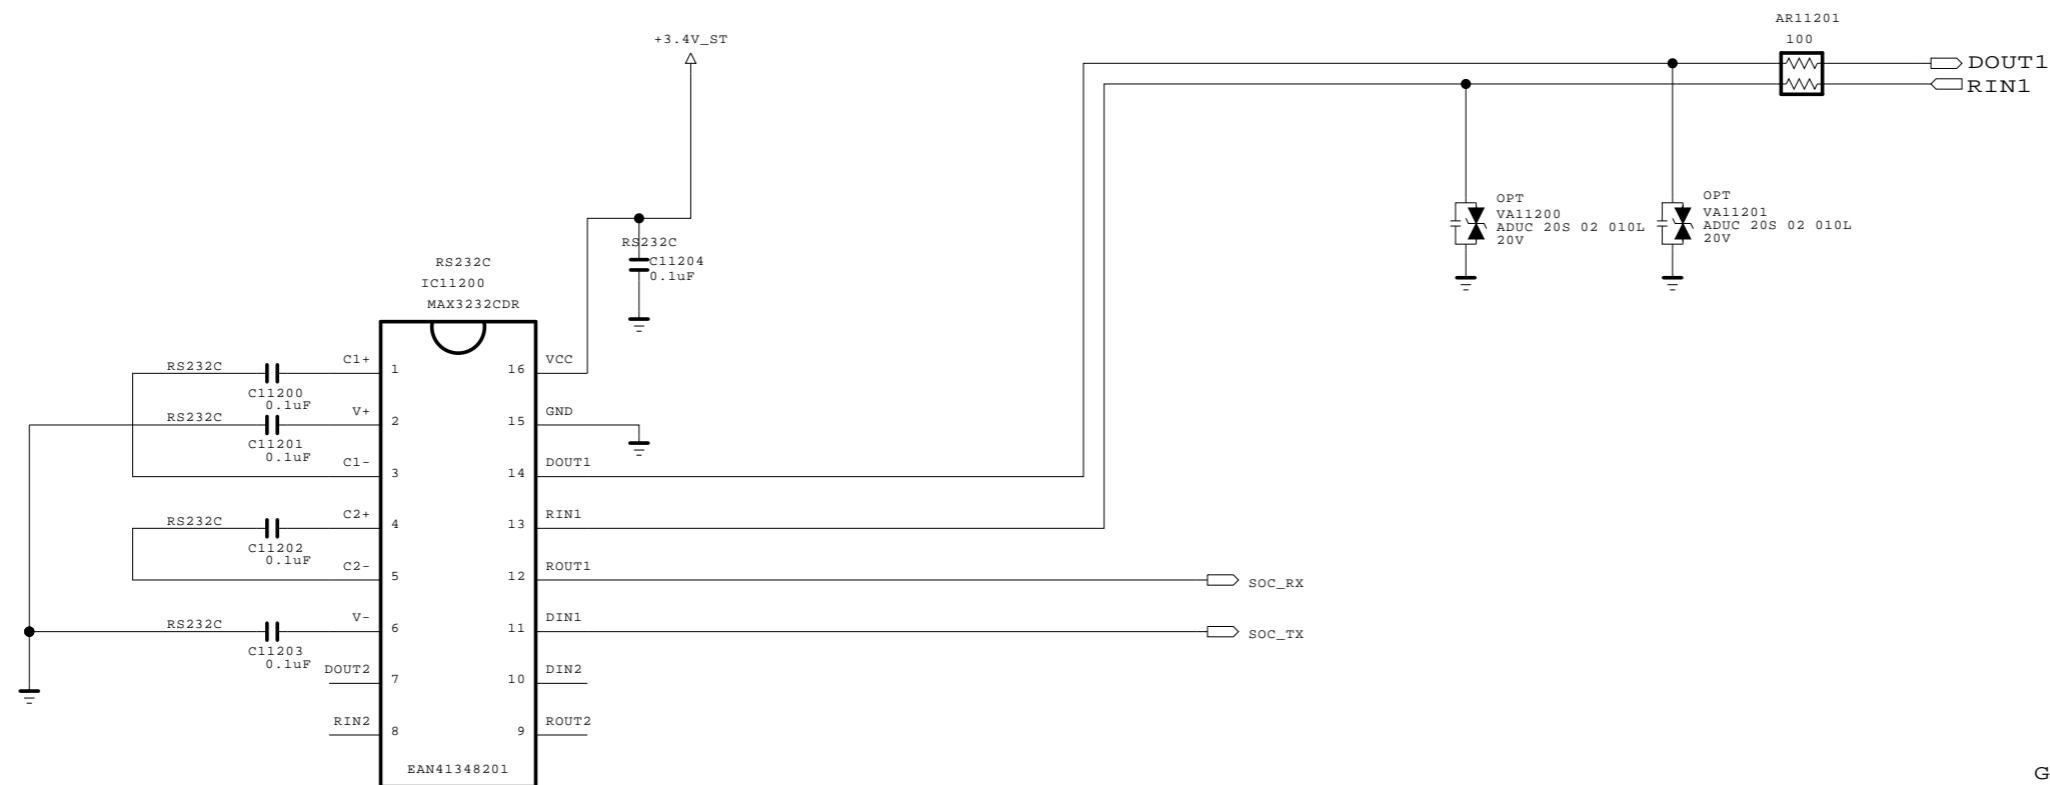 AR11201
100
+3.4V_ST
DOUT1
RIN1
OPT
VA11200
ADUC 20S 02 010L
20V
OPT
VA11201
ADUC 20S 02 010L
20V
RS232C
C11204
0.1uF
RS232C
IC11200
MAX3232CDR
RS232C
C11200
0.1uF
C1+
1
16
VCC
RS232C
C11201
0.1uF
V+
2
15
GND
C1-
3
14
DOUT1
RS232C
C11202
0.1uF
C2+
4
13
RIN1
C2-
5
12
ROUT1
SOC_RX
RS232C
C11203
0.1uF
V-
6
11
DIN1
SOC_TX
DOUT2
7
10
DIN2
RIN2
8
9
ROUT2
EAN41348201
G